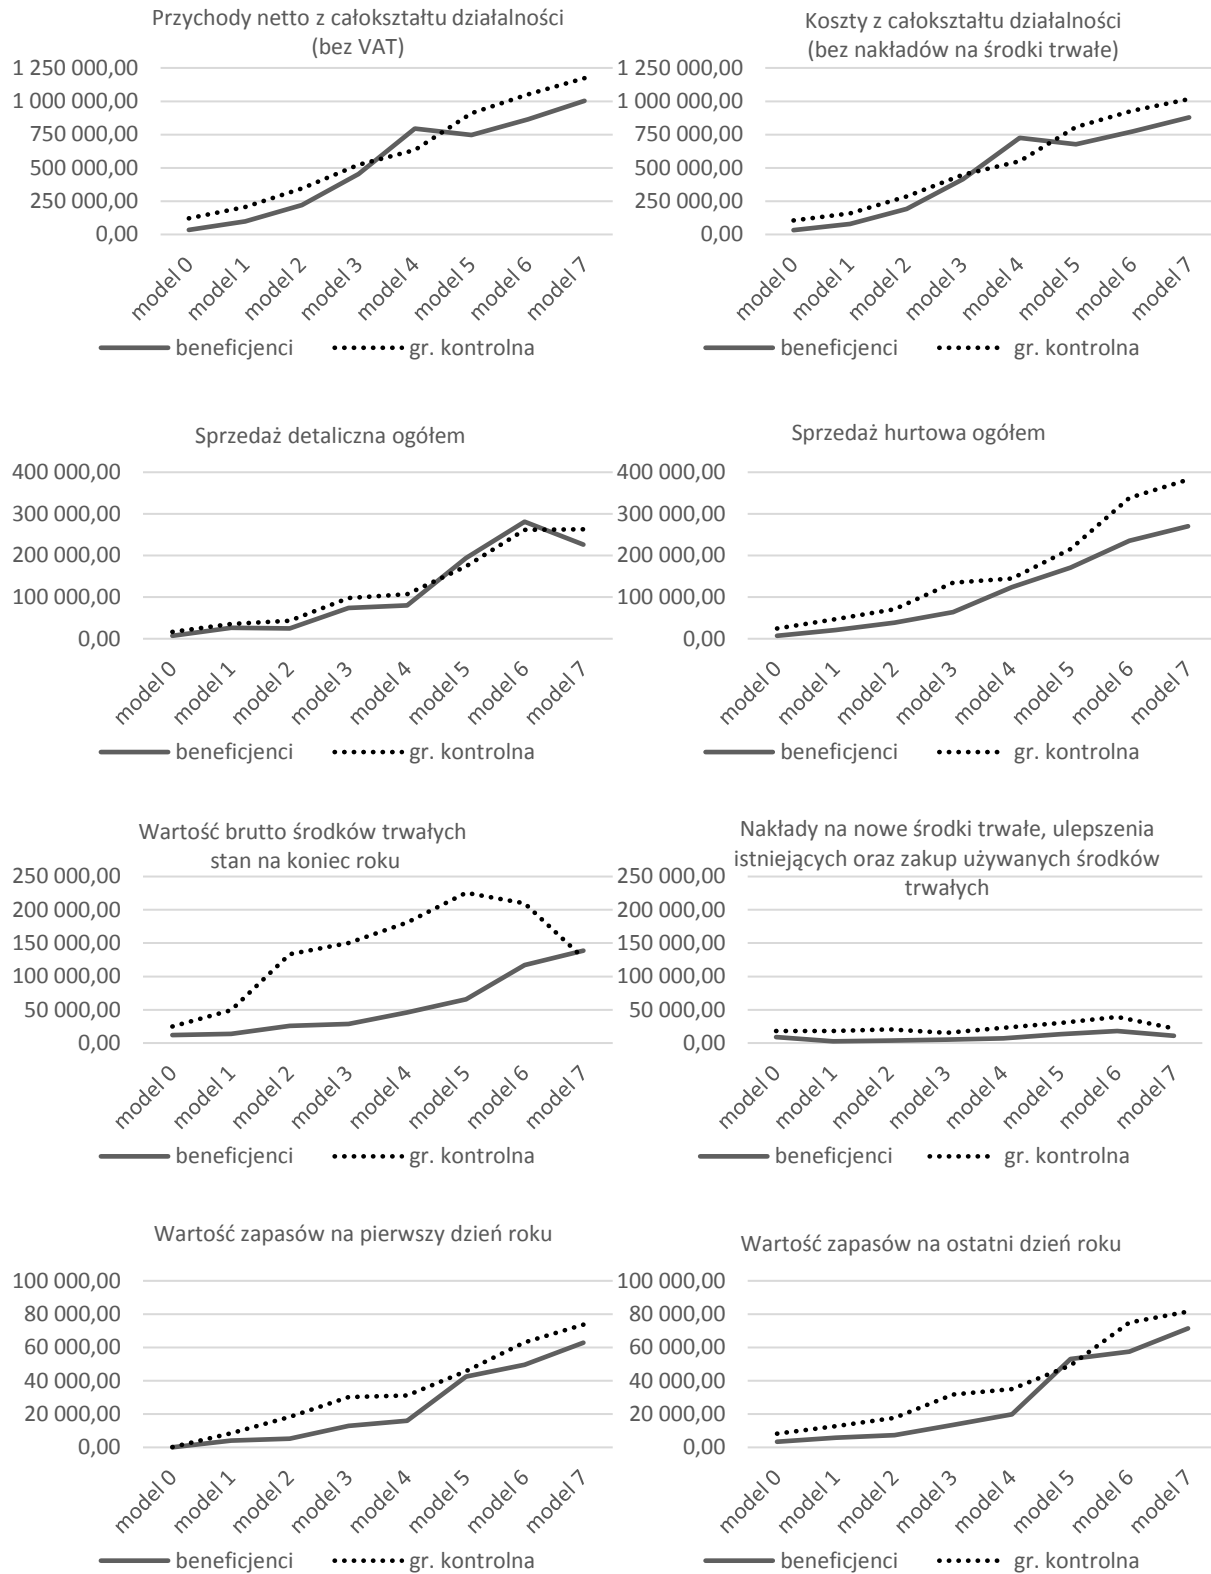 Przychody netto z całokształtu działalności
(bez VAT)
1 250 000,00
1 000 000,00
750 000,00
500 000,00
250 000,00
0,00
model 0
model 1
model 2
model 3
model 4
model 5
model 6
model 7
beneficjenci
gr. kontrolna
Koszty z całokształtu działalności
(bez nakładów na środki trwałe)
1 250 000,00
1 000 000,00
750 000,00
500 000,00
250 000,00
0,00
model 0
model 1
model 2
model 3
model 4
model 5
model 6
model 7
beneficjenci
gr. kontrolna
Sprzedaż detaliczna ogółem
400 000,00
300 000,00
200 000,00
100 000,00
0,00
model 0
model 1
model 2
model 3
model 4
model 5
model 6
model 7
beneficjenci
gr. kontrolna
Sprzedaż hurtowa ogółem
400 000,00
300 000,00
200 000,00
100 000,00
0,00
model 0
model 1
model 2
model 3
model 4
model 5
model 6
model 7
beneficjenci
gr. kontrolna
Wartość brutto środków trwałych
stan na koniec roku
250 000,00
200 000,00
150 000,00
100 000,00
50 000,00
0,00
model 0
model 1
model 2
model 3
model 4
model 5
model 6
model 7
beneficjenci
gr. kontrolna
Nakłady na nowe środki trwałe, ulepszenia
istniejących oraz zakup używanych środków
trwałych
250 000,00
200 000,00
150 000,00
100 000,00
50 000,00
0,00
model 0
model 1
model 2
model 3
model 4
model 5
model 6
model 7
beneficjenci
gr. kontrolna
Wartość zapasów na pierwszy dzień roku
100 000,00
80 000,00
60 000,00
40 000,00
20 000,00
0,00
model 0
model 1
model 2
model 3
model 4
model 5
model 6
model 7
beneficjenci
gr. kontrolna
Wartość zapasów na ostatni dzień roku
100 000,00
80 000,00
60 000,00
40 000,00
20 000,00
0,00
model 0
model 1
model 2
model 3
model 4
model 5
model 6
model 7
beneficjenci
gr. kontrolna